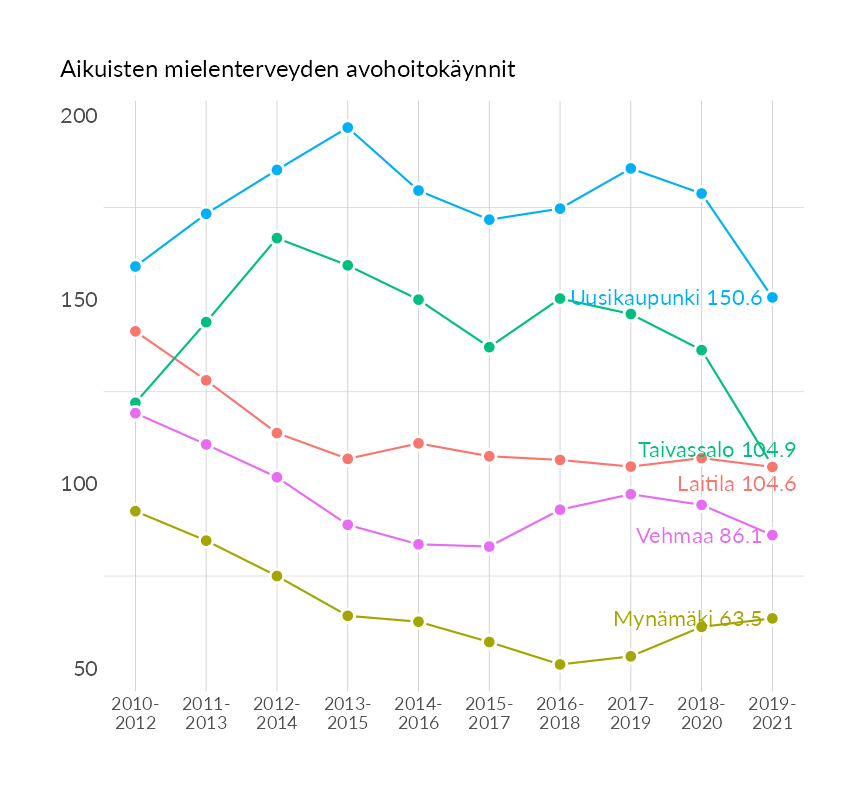 Aikuisten mielenterveyden avohoitokäynnit
200
150
100
50
Uusikaupunki 150.6
Taivassalo 104.9
Laitila 104.6
Vehmaa 86.1
Mynämäki 63.5
2010- 2011- 2012- 2013- 2014- 2015- 2016- 2017- 2018- 2019-
2012 2013 2014 2015 2016 2017 2018 2019 2020 2021